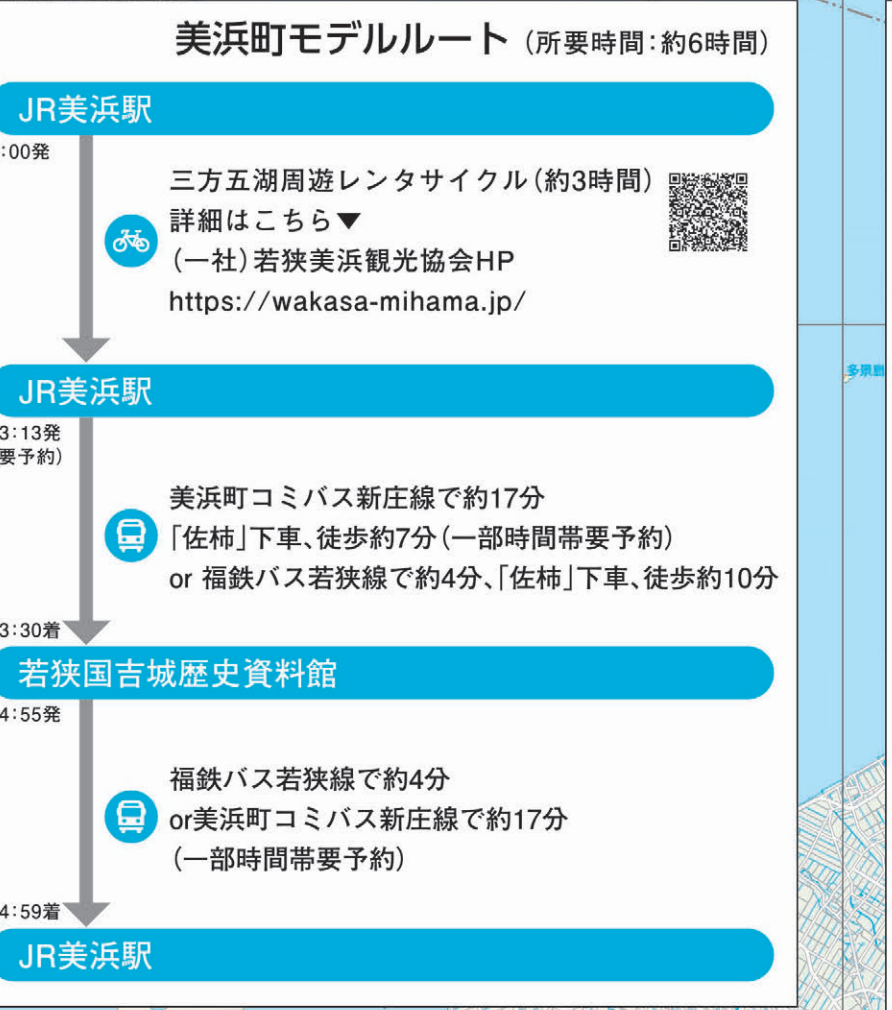 美浜町モデルルート（所要時間：約6時間）
JR美浜駅
:00発
三方五湖周遊レンタサイクル（約3時間）
詳細はこちら▼
（一社）若狭美浜観光協会HP
https://wakasa-mihama.jp/
JR美浜駅
3：13発
要予約）
美浜町コミバス新庄線で約17分
「佐柿」下車、徒歩約7分（一部時間帯要予約）
or 福鉄バス若狭線で約4分、「佐柿」下車、徒歩約10分
3：30着
若狭国吉城歴史資料館
4：55発
福鉄バス若狭線で約4分
or美浜町コミバス新庄線で約17分
（一部時間帯要予約）
4：59着
JR美浜駅
多景島